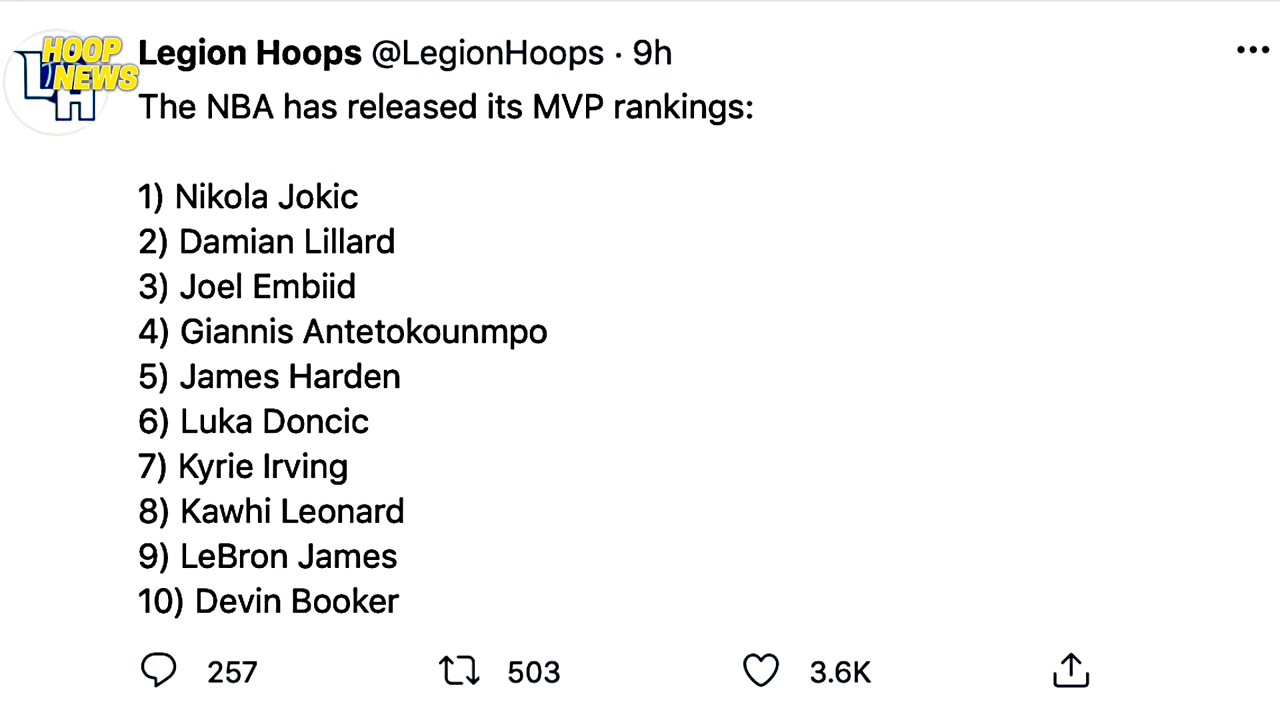 HOOP
NEWS
LH
Legion Hoops @LegionHoops · 9h
The NBA has released its MVP rankings:
1) Nikola Jokic
2) Damian Lillard
3) Joel Embiid
4) Giannis Antetokounmpo
5) James Harden
6) Luka Doncic
7) Kyrie Irving
8) Kawhi Leonard
9) LeBron James
10) Devin Booker
257 503 3.6K